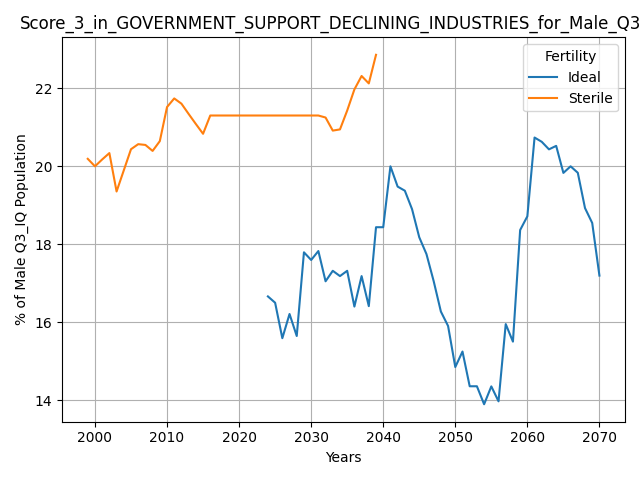 Score_3_in_GOVERNMENT_SUPPORT_DECLINING_INDUSTRIES_for_Male_Q3
Fertility
Ideal
Sterile
% of Male Q3_IQ Population
22
20
18
16
14
2000 2010 2020 2030 2040 2050 2060 2070
Years